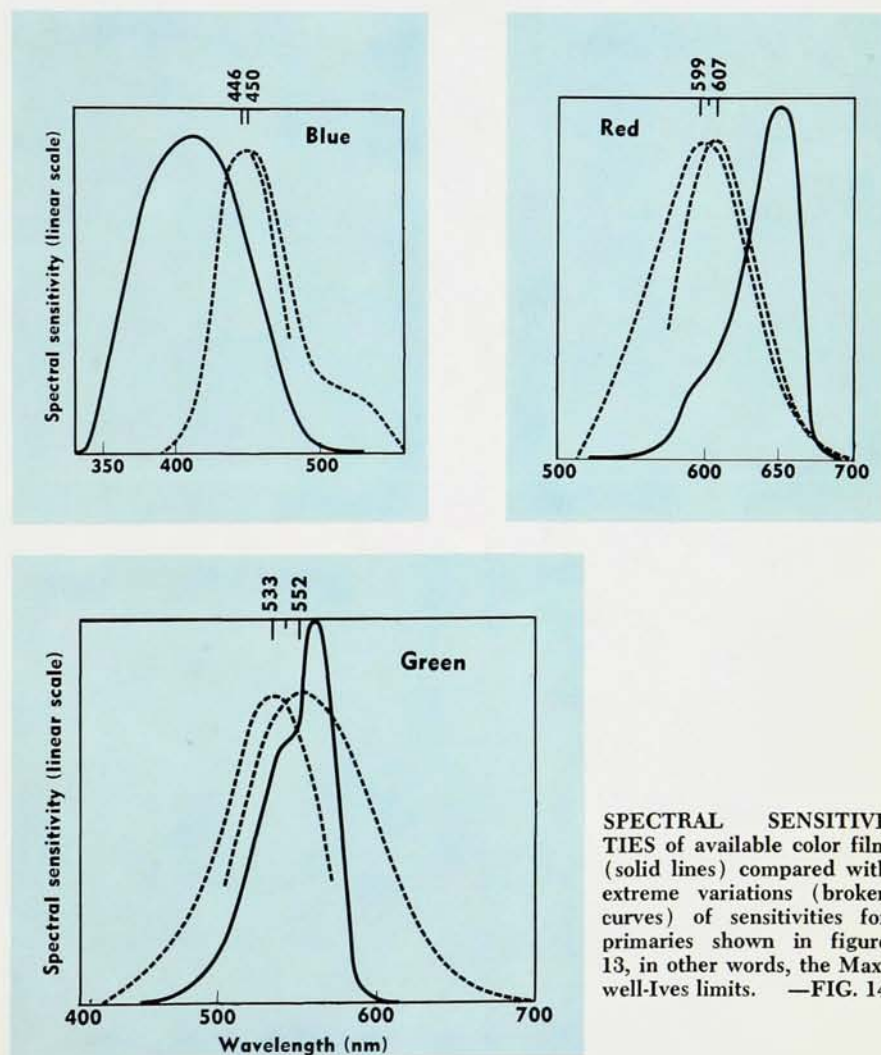 446
450
Blue
Spectral sensitivity (linear scale)
350 400 500
599
607
Red
500 600 650 700
533
552
Green
Spectral sensitivity (linear scale)
400 500 600 700
Wavelength (nm)
SPECTRAL SENSITIVI
TIES of available color film
(solid lines) compared with
extreme variations (broken
curves) of sensitivities for
primaries shown in figure
13, in other words, the Max
well-Ives limits. —FIG. 14